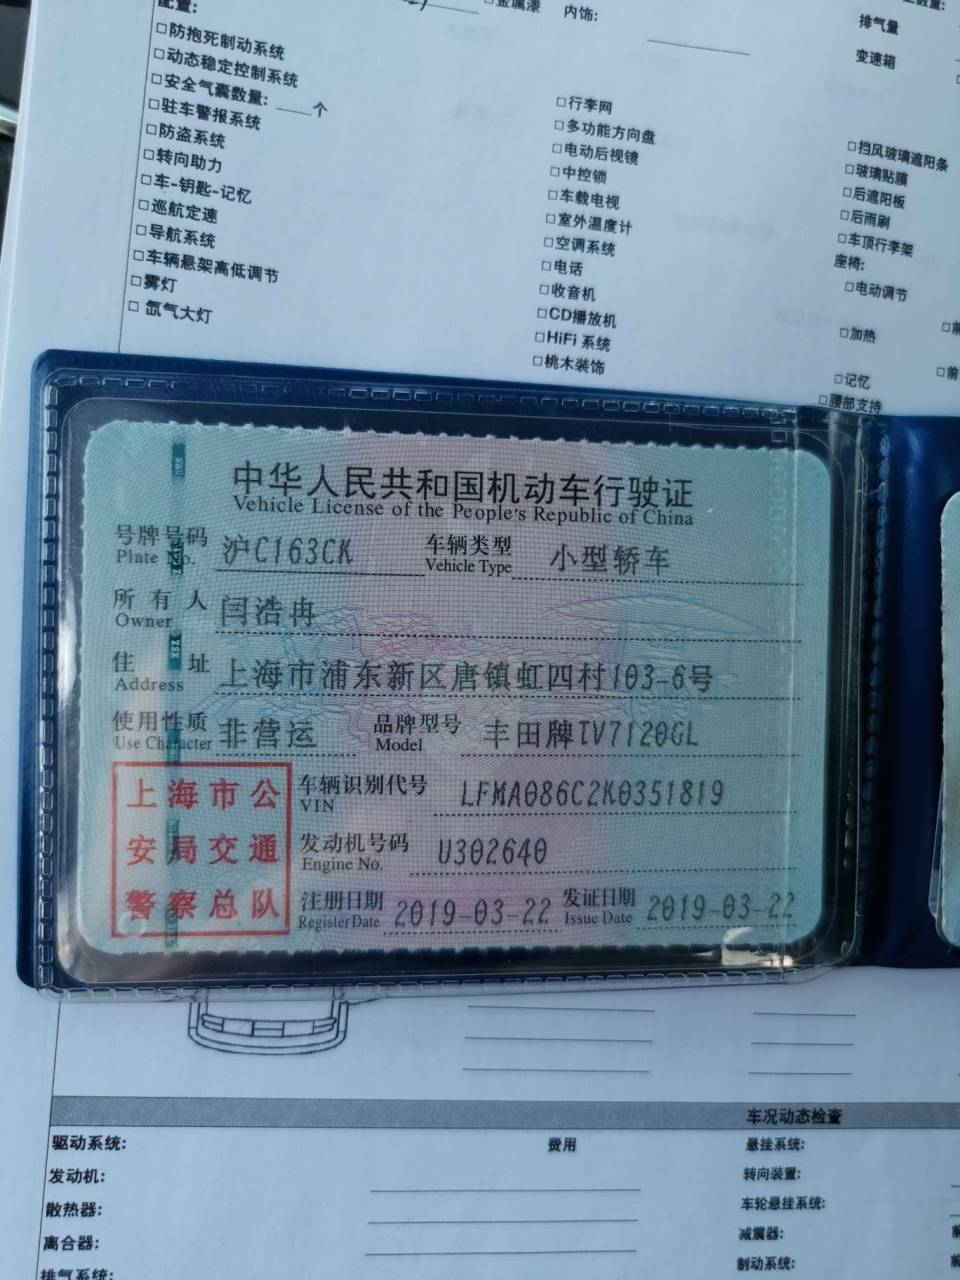 配置:
□金属漆 内饰:
排气量
变速箱
□防抱死制动系统
□动态稳定控制系统
□安全气囊数量: 个
□驻车警报系统
□防盗系统
□转向助力
□车-钥匙-记忆
□巡航定速
□导航系统
□车辆悬架高低调节
□雾灯
□氙气大灯
□行李网
□多功能方向盘
□电动后视镜
□中控锁
□车载电视
□室外温度计
□空调系统
□电话
□收音机
□CD播放机
□HiFi 系统
□桃木装饰
□挡风玻璃遮阳条
□玻璃贴膜
□后遮阳板
□后雨刷
□车顶行李架
座椅:
□电动调节
□加热
□前
□记忆
□前
□腰部支持
中华人民共和国机动车行驶证
Vehicle License of the People's Republic of China
号牌号码 沪C163CK 车辆类型 小型轿车
Plate No. Vehicle Type
所有人 闫浩冉
Owner
住址 上海市浦东新区唐镇虹四村103-6号
Address
使用性质 非营运 品牌型号 丰田牌TV7120GL
Use Character Model
上海市公
安局交通
警察总队
车辆识别代号 LFMA086C2K0351819
VIN
发动机号码 U302640
Engine No.
注册日期 2019-03-22 发证日期 2019-03-22
Register Date Issue Date
车况动态检查
驱动系统: 费用 悬挂系统:
发动机: 转向装置:
散热器: 车轮悬挂系统:
离合器: 减震器:
排气系统: 制动系统: